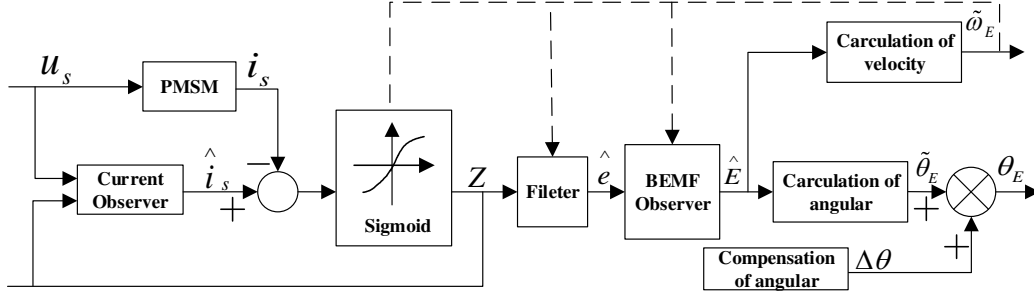 u_s
PMSM
i_s
−
Current
Observer
î_s
+
Sigmoid
Z
Fileter
ê
BEMF
Observer
Ê
Carculation of
velocity
ω̃_E
Carculation of
angular
θ̃_E
+
θ_E
+
Compensation
of angular
Δθ